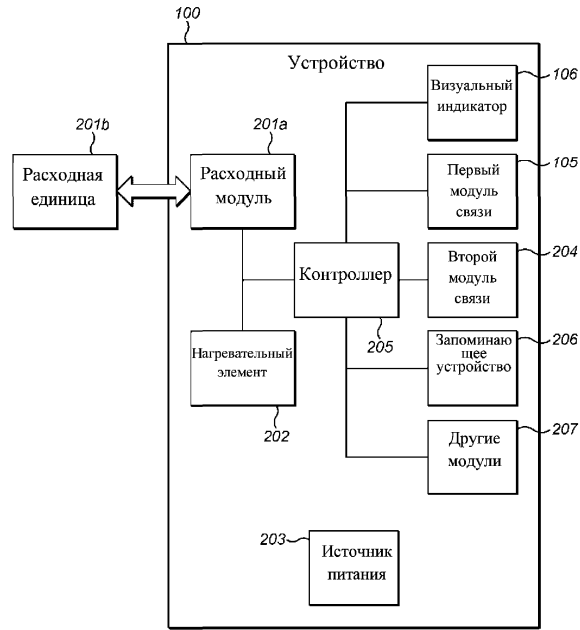 100
Устройство
106
Визуальный
индикатор
201b
Расходная
единица
201a
Расходный
модуль
105
Первый
модуль
связи
Контроллер
205
204
Второй
модуль
связи
Нагревательный
элемент
202
206
Запоминаю
щее
устройство
207
Другие
модули
203
Источник
питания